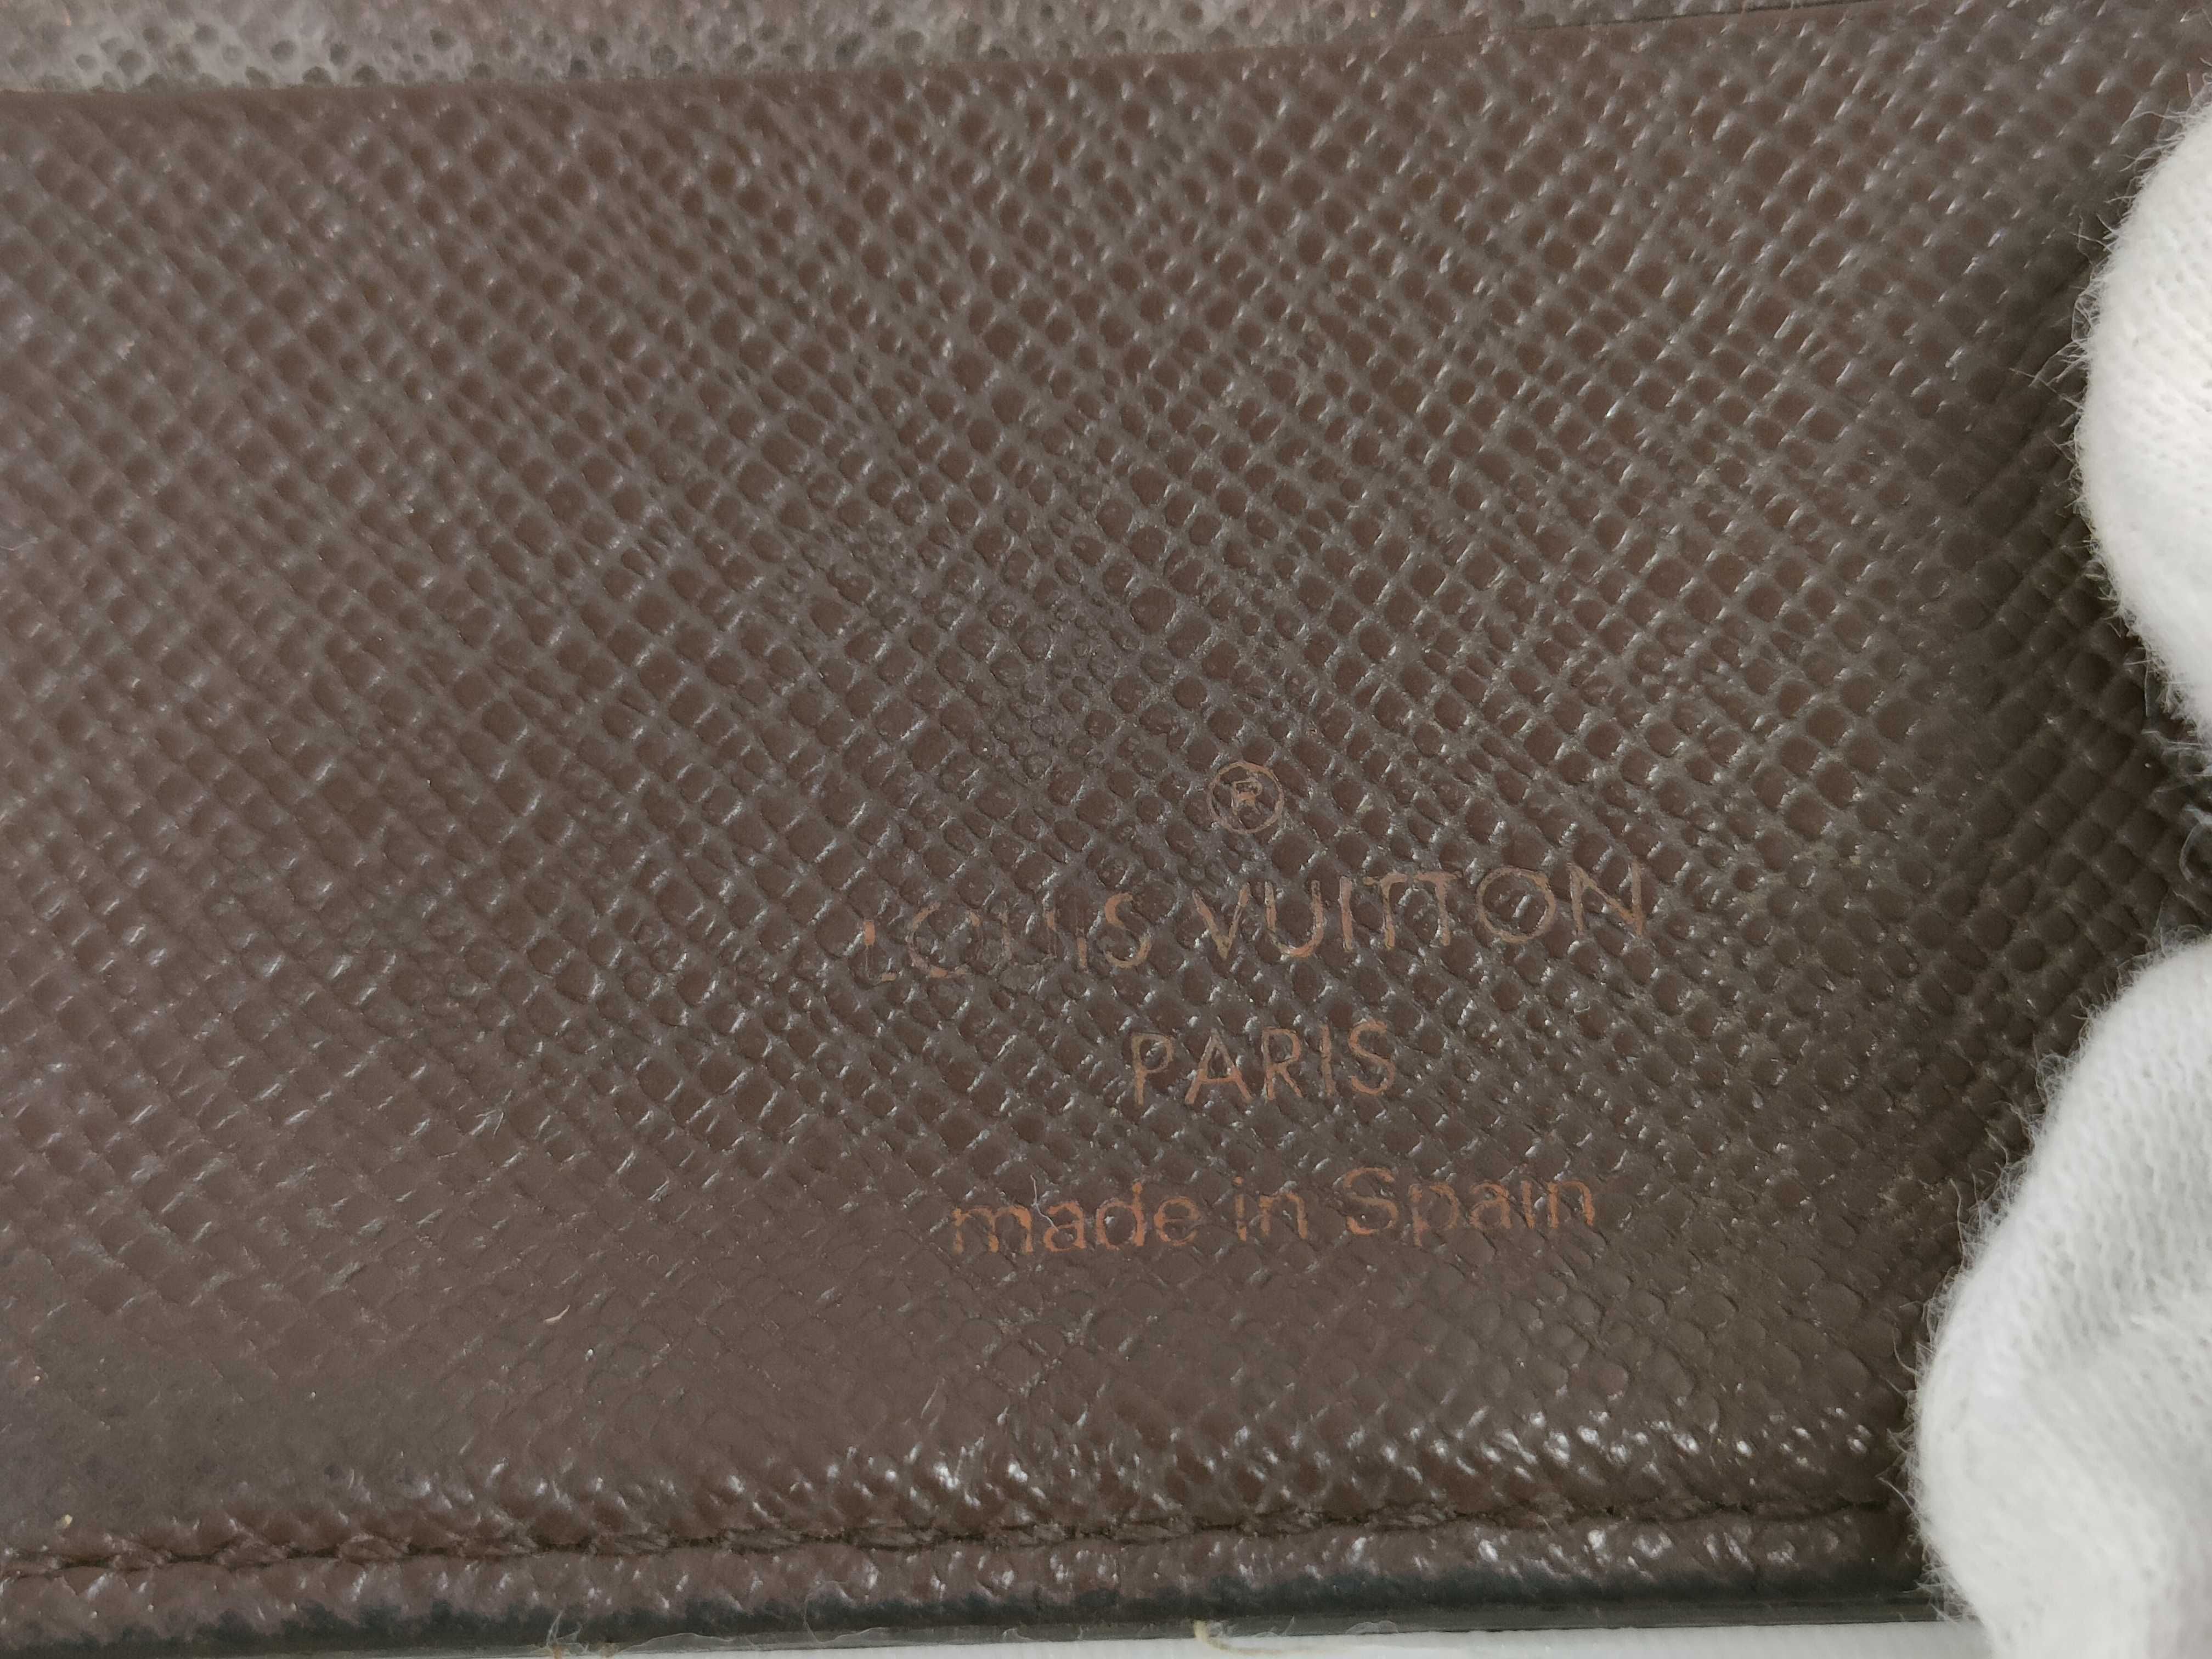 ®
LOUIS VUITTON
PARIS
made in Spain